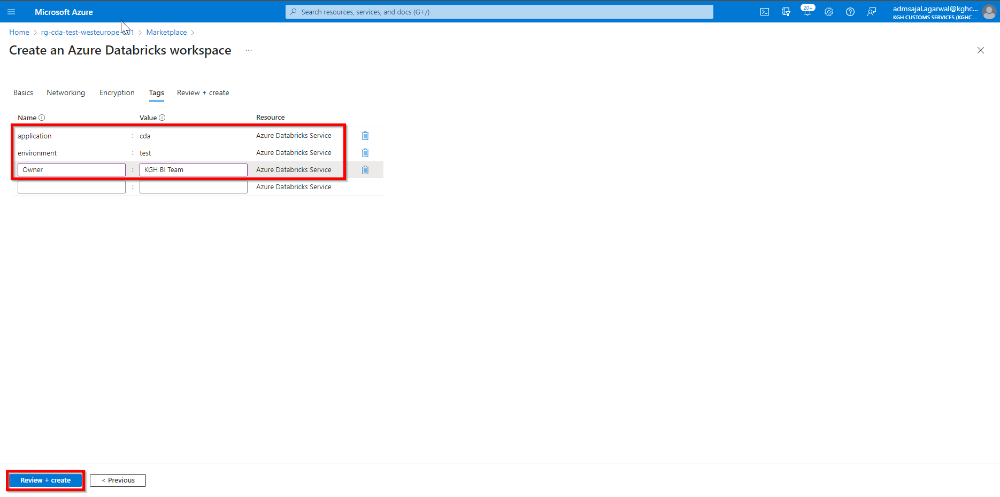 Microsoft Azure
Search resources, services, and docs (G+/)
20+
admsajal.agarwal@kghc...
KGH CUSTOMS SERVICES (KGHC....
Home > rg-cda-test-westeurope-001 > Marketplace >
Create an Azure Databricks workspace ...
Basics Networking Encryption Tags Review + create
Name Value Resource
application : cda Azure Databricks Service
environment : test Azure Databricks Service
Owner : KGH BI Team Azure Databricks Service
: Azure Databricks Service
Review + create < Previous